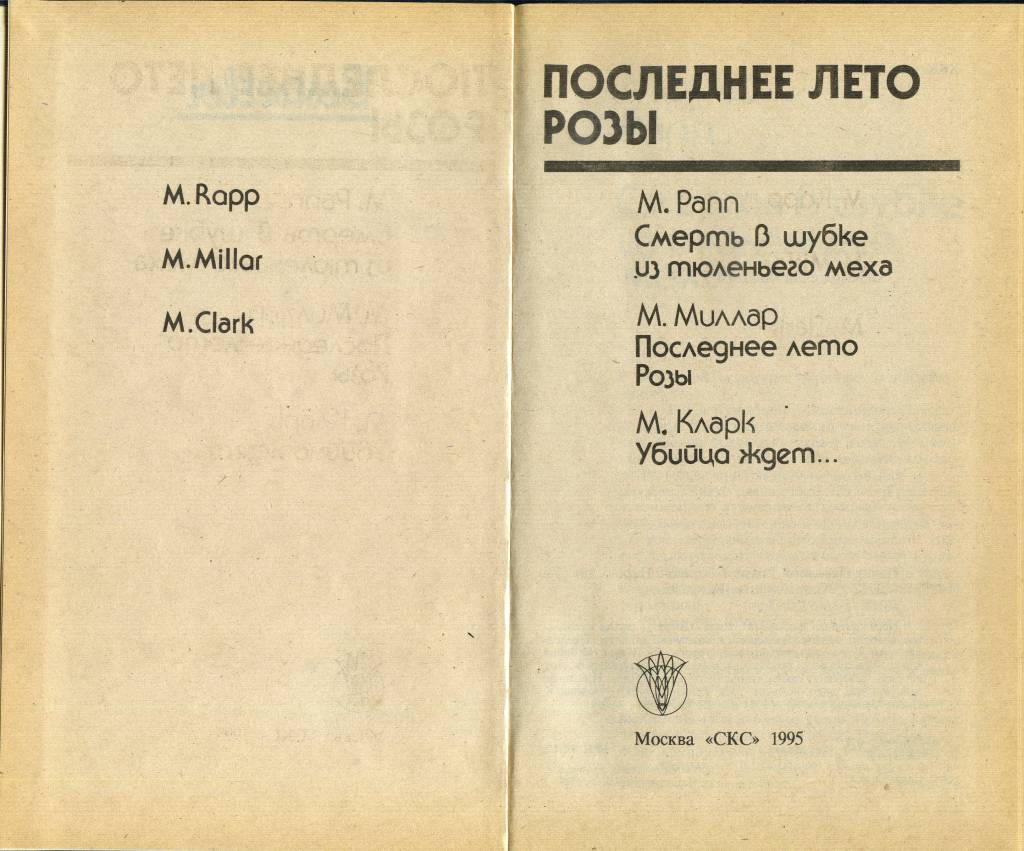 M. Rapp
M. Millar
M. Clark
ПОСЛЕДНЕЕ ЛЕТО
РОЗЫ
М. Рапп
Смерть в шубке
из тюленьего меха
М. Миллар
Последнее лето
Розы
М. Кларк
Убийца ждет...
Москва «СКС» 1995